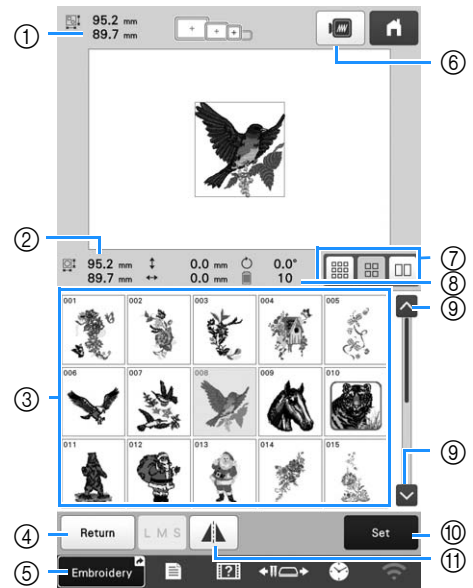 ① 95.2 mm
89.7 mm
⑥
② 95.2 mm 0.0 mm 0.0°
89.7 mm 0.0 mm 10
⑦
⑧
001 002 003 004 005
⑨
006 007 008 009 010
③
011 012 013 014 015
⑨
④ Return L M S Set ⑩
⑪
⑤ Embroidery ?